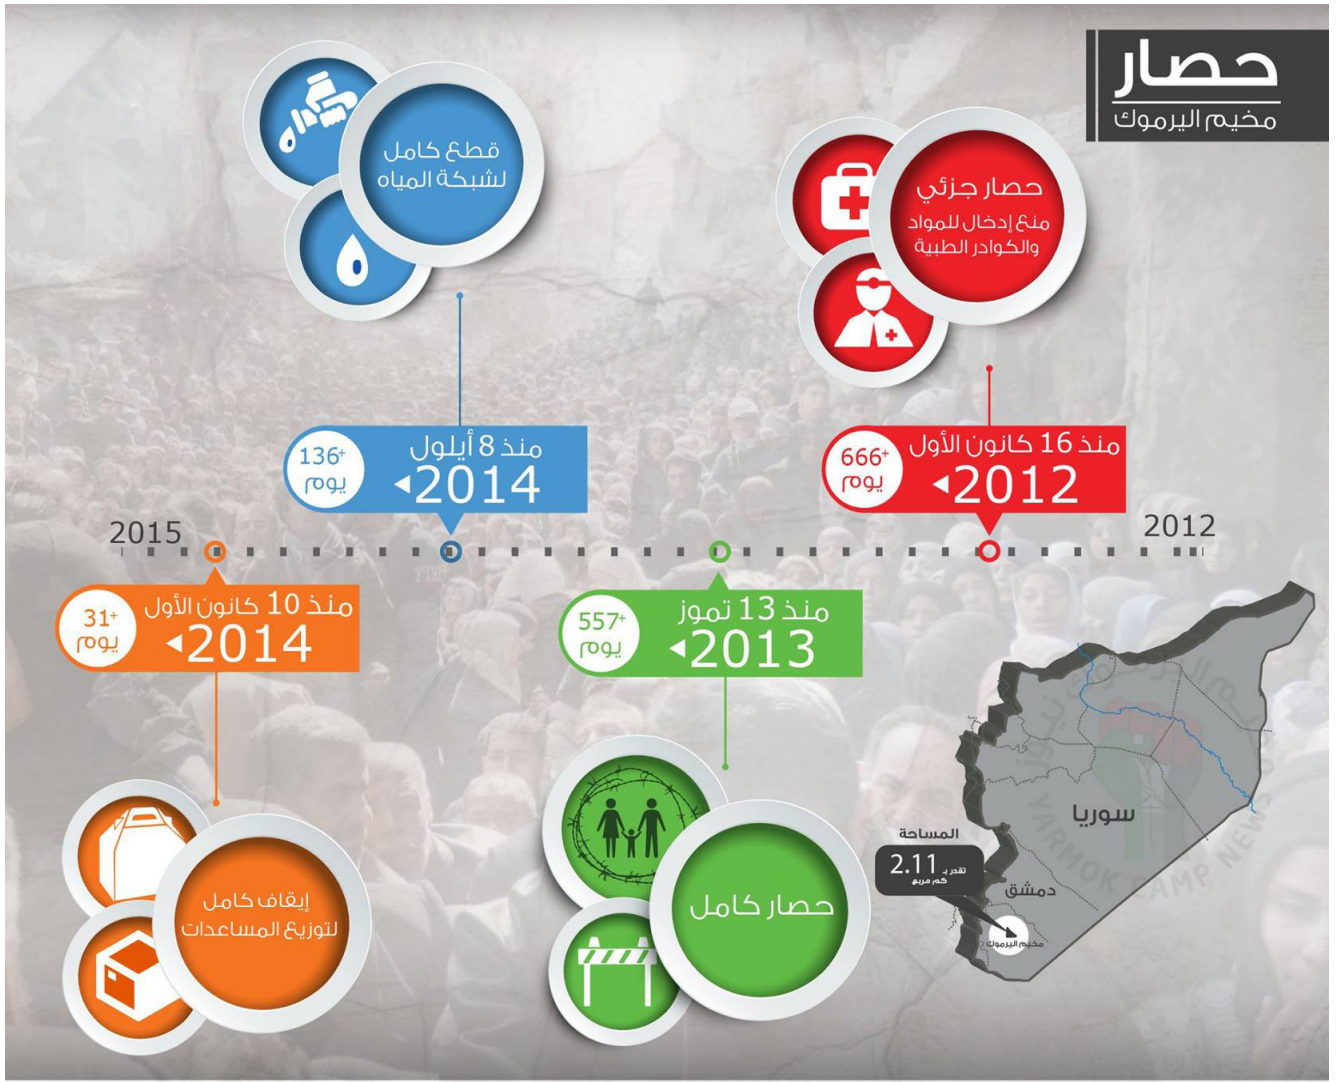 حصار
مخيم اليرموك
حصار جزئي
منع إدخال للمواد
والكوادر الطبية
منذ 16 كانون الأول
2012
+666
يوم
قطع كامل
لشبكة المياه
منذ 8 أيلول
2014
+136
يوم
2012
2015
منذ 13 تموز
2013
+557
يوم
حصار كامل
منذ 10 كانون الأول
2014
+31
يوم
إيقاف كامل
لتوزيع المساعدات
سوريا
دمشق
مخيم اليرموك
المساحة
تقدر بـ 2.11
كم مربع
YARMOK CAMP NEWS